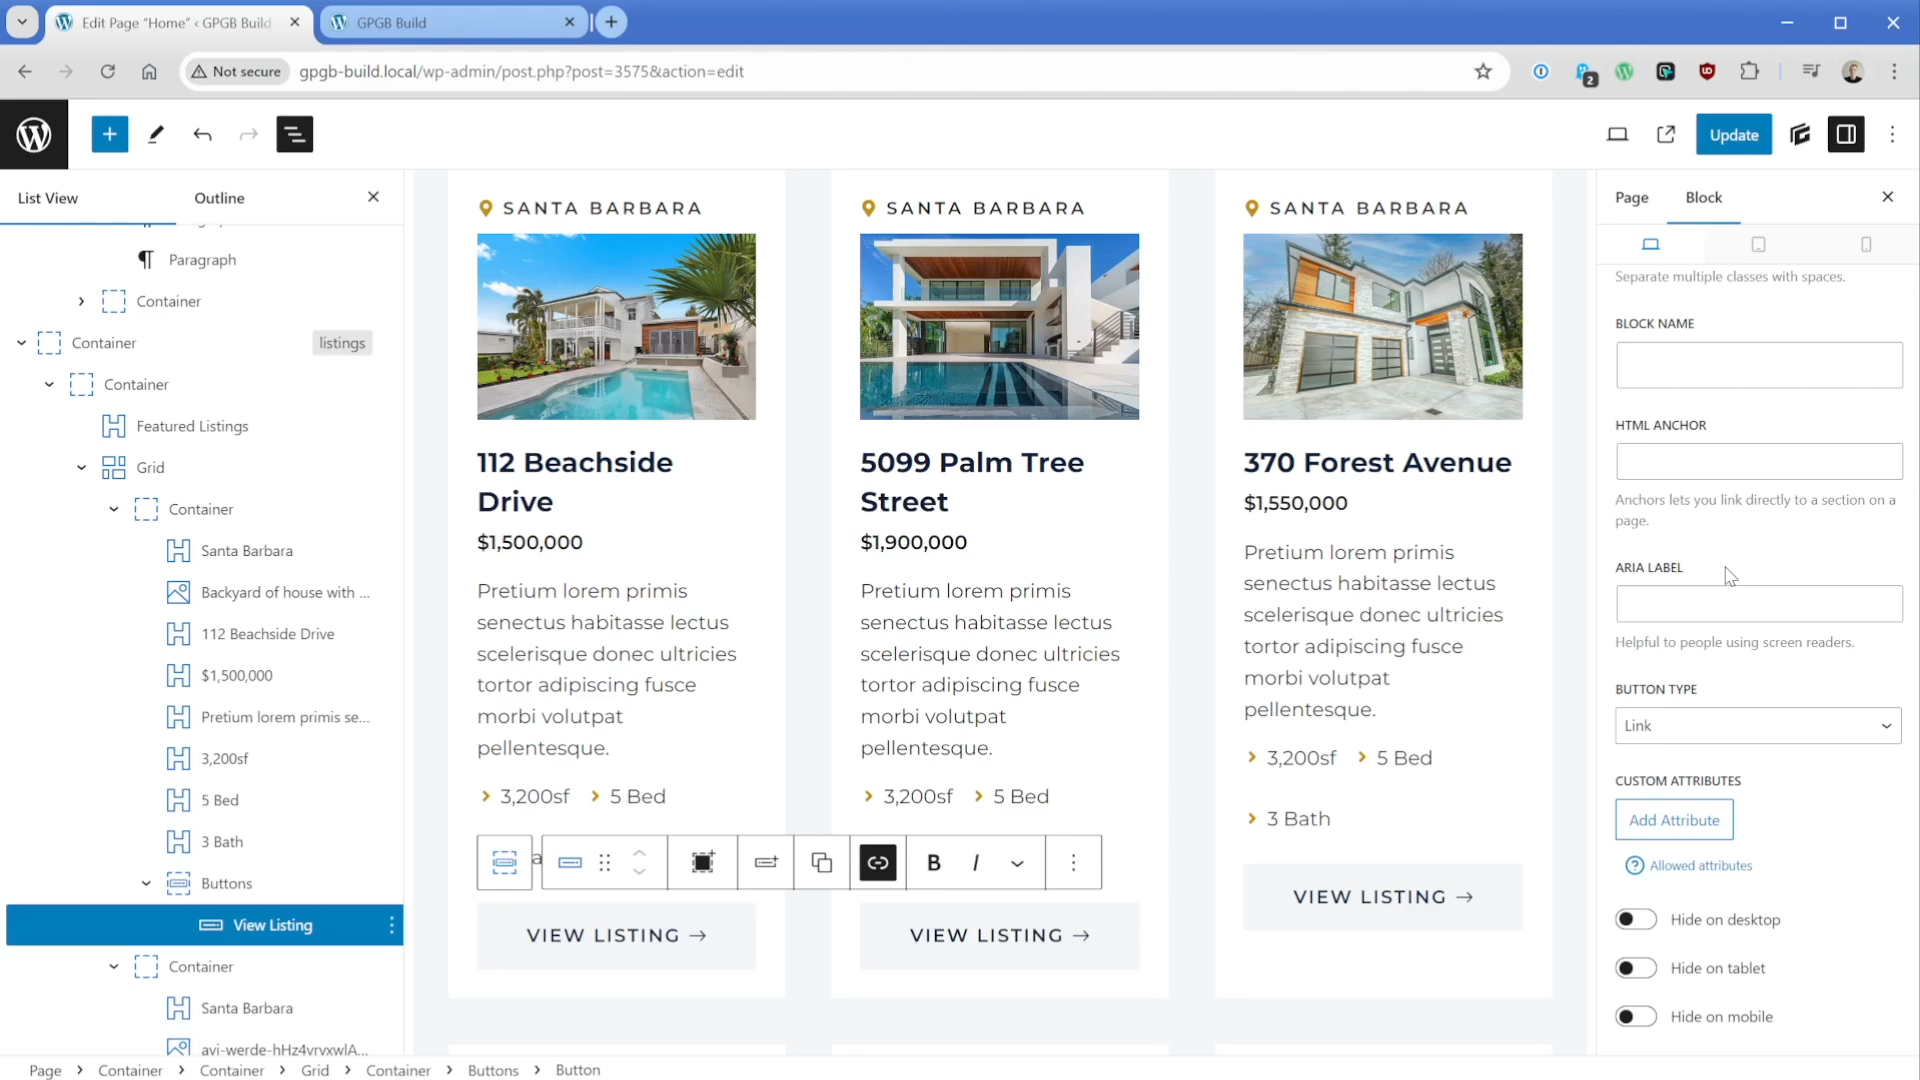 Edit Page “Home” ‹ GPGB Build
GPGB Build
Not secure
gpgb-build.local/wp-admin/post.php?post=3575&action=edit
2
Update
List View
Outline
Paragraph
Container
Container
listings
Container
Featured Listings
Grid
Container
Santa Barbara
Backyard of house with ...
112 Beachside Drive
$1,500,000
Pretium lorem primis se...
3,200sf
5 Bed
3 Bath
Buttons
View Listing
Container
Santa Barbara
avi-werde-hHz4yrvxwlA...
SANTA BARBARA
112 Beachside
Drive
$1,500,000
Pretium lorem primis
senectus habitasse lectus
scelerisque donec ultricies
tortor adipiscing fusce
morbi volutpat
pellentesque.
3,200sf
5 Bed
B
I
VIEW LISTING →
SANTA BARBARA
5099 Palm Tree
Street
$1,900,000
Pretium lorem primis
senectus habitasse lectus
scelerisque donec ultricies
tortor adipiscing fusce
morbi volutpat
pellentesque.
3,200sf
5 Bed
VIEW LISTING →
SANTA BARBARA
370 Forest Avenue
$1,550,000
Pretium lorem primis
senectus habitasse lectus
scelerisque donec ultricies
tortor adipiscing fusce
morbi volutpat
pellentesque.
3,200sf
5 Bed
3 Bath
VIEW LISTING →
Page
Block
Separate multiple classes with spaces.
BLOCK NAME
HTML ANCHOR
Anchors lets you link directly to a section on a
page.
ARIA LABEL
Helpful to people using screen readers.
BUTTON TYPE
Link
CUSTOM ATTRIBUTES
Add Attribute
Allowed attributes
Hide on desktop
Hide on tablet
Hide on mobile
Page › Container › Container › Grid › Container › Buttons › Button